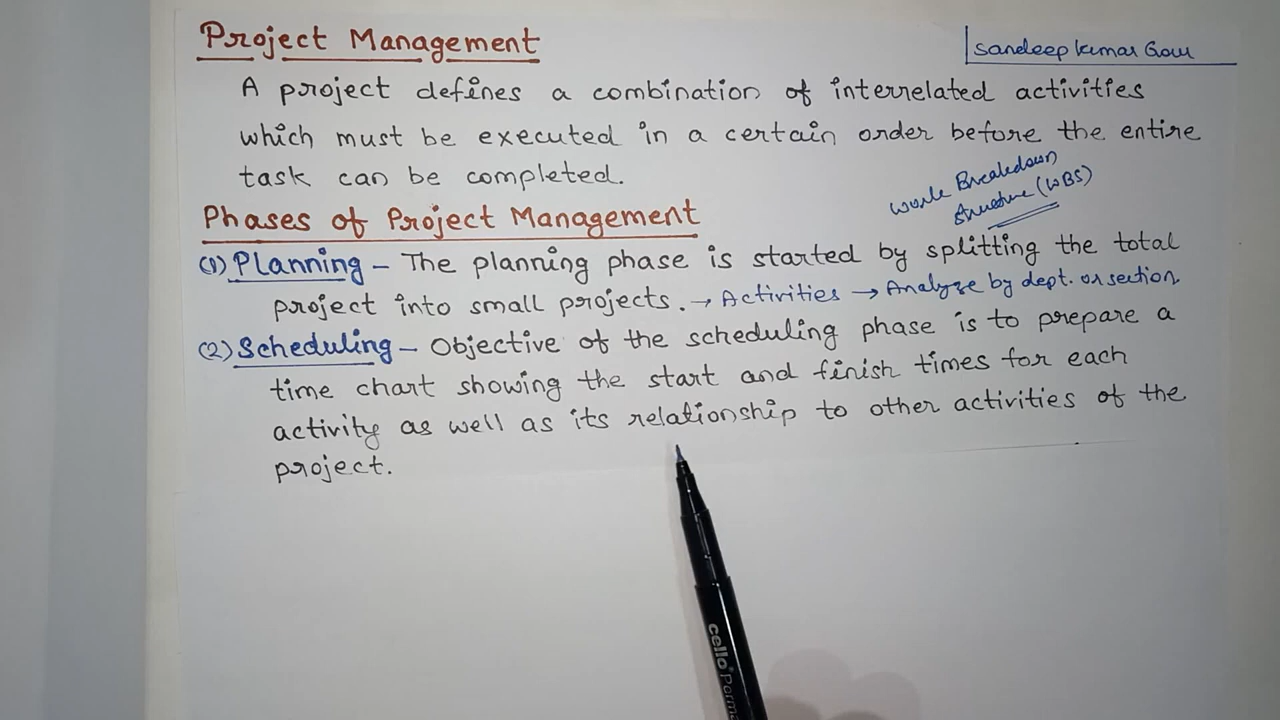 Project Management
Sandeep Kumar Gour
A project defines a combination of interrelated activities
which must be executed in a certain order before the entire
task can be completed.
Work Breakdown
Structure (WBS)
Phases of Project Management
(1) Planning - The planning phase is started by splitting the total
project into small projects. → Activities → Analyze by dept. or section
(2) Scheduling - Objective of the scheduling phase is to prepare a
time chart showing the start and finish times for each
activity as well as its relationship to other activities of the
project.
cello Perma